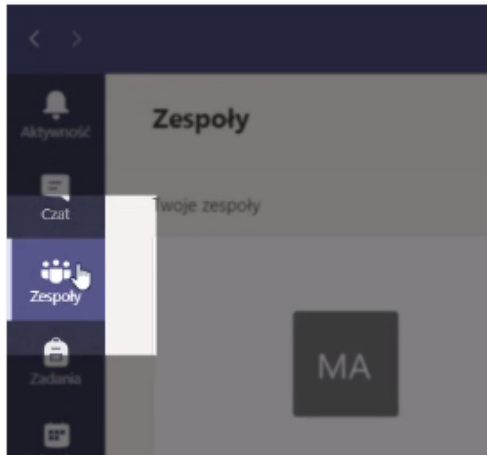 Aktywność
Zespoły
Czat
Twoje zespoły
Zespoły
MA
Zadania